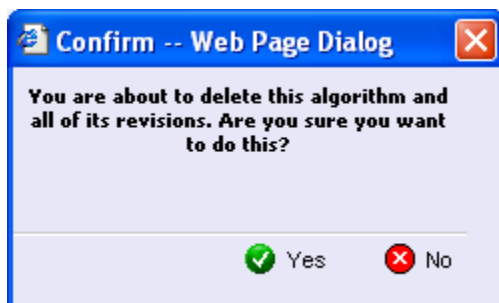 Confirm -- Web Page Dialog
You are about to delete this algorithm and
all of its revisions. Are you sure you want
to do this?
Yes No